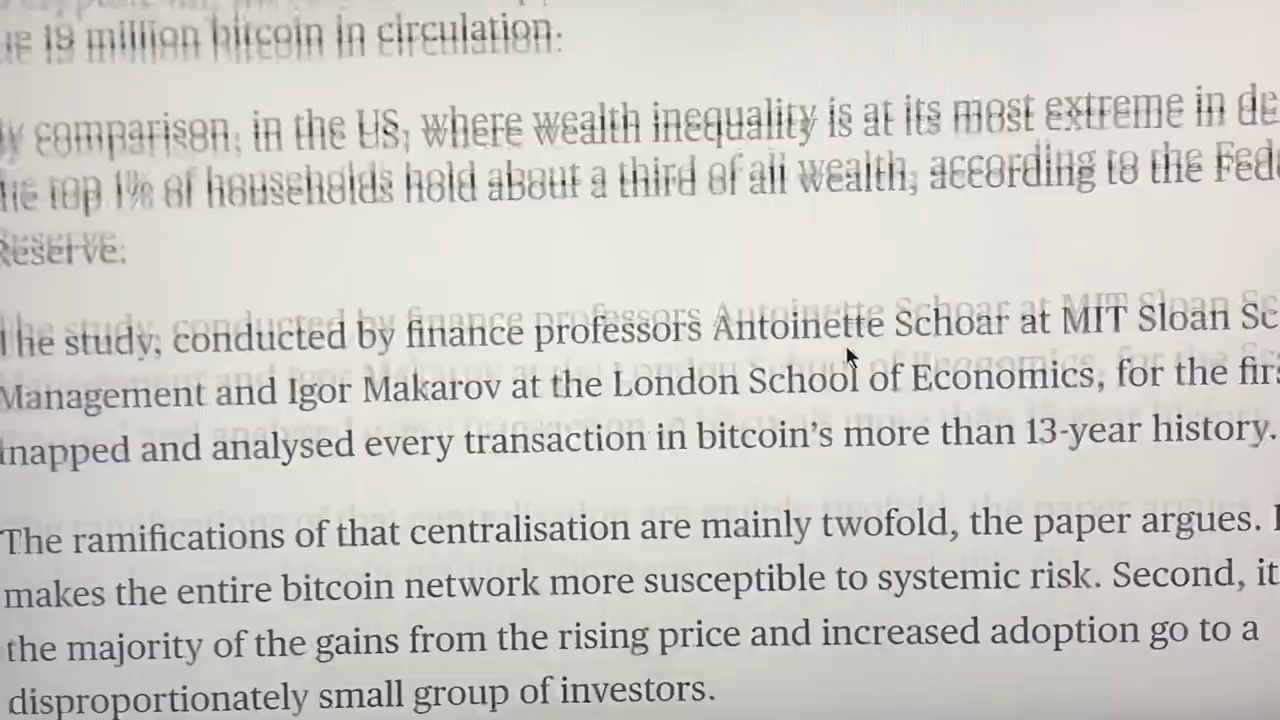 19 million bitcoin in circulation.
comparison, in the US, where wealth inequality is at its most extreme in de
top 1% of households hold about a third of all wealth, according to the Fed
Reserve.
The study, conducted by finance professors Antoinette Schoar at MIT Sloan Sc
Management and Igor Makarov at the London School of Economics, for the firs
mapped and analysed every transaction in bitcoin’s more than 13-year history.
The ramifications of that centralisation are mainly twofold, the paper argues.
makes the entire bitcoin network more susceptible to systemic risk. Second, it
the majority of the gains from the rising price and increased adoption go to a
disproportionately small group of investors.